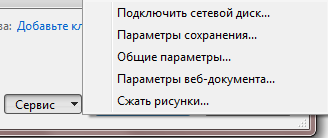 Подключить сетевой диск...
ва: Добавьте кл
Параметры сохранения...
Общие параметры...
Параметры веб-документа...
Сервис
Сжать рисунки...